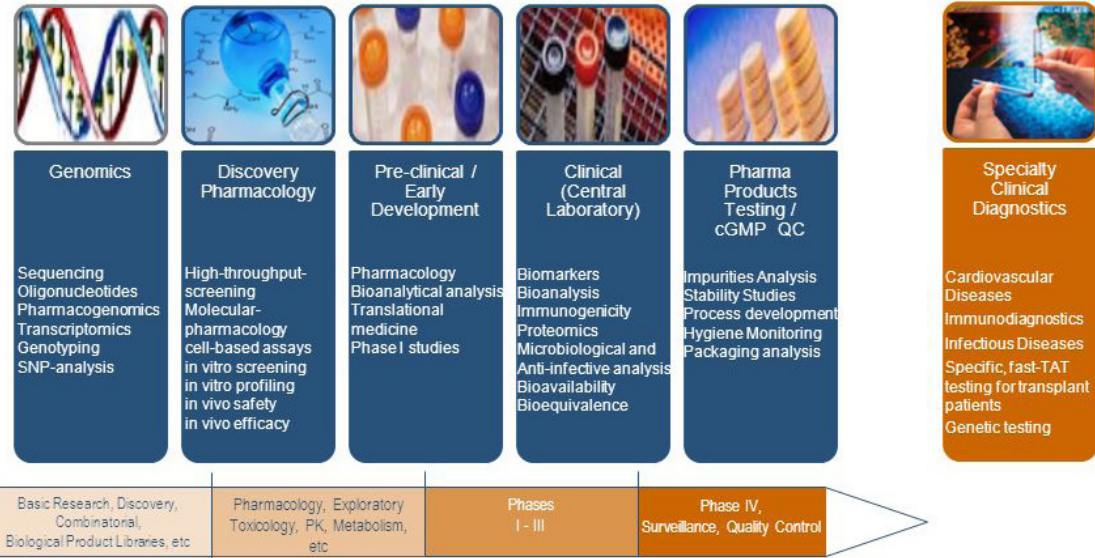 Genomics
Sequencing
Oligonucleotides
Pharmacogenomics
Transcriptomics
Genotyping
SNP-analysis
Discovery
Pharmacology
High-throughput-
screening
Molecular-
pharmacology
cell-based assays
in vitro screening
in vitro profiling
in vivo safety
in vivo efficacy
Pre-clinical /
Early
Development
Pharmacology
Bioanalytical analysis
Translational
medicine
Phase I studies
Clinical
(Central
Laboratory)
Biomarkers
Bioanalysis
Immunogenicity
Proteomics
Microbiological and
Anti-infective analysis
Bioavailability
Bioequivalence
Pharma
Products
Testing /
cGMP QC
Impurities Analysis
Stability Studies
Process development
Hygiene Monitoring
Packaging analysis
Specialty
Clinical
Diagnostics
Cardiovascular
Diseases
Immunodiagnostics
Infectious Diseases
Specific, fast-TAT
testing for transplant
patients
Genetic testing
Basic Research, Discovery,
Combinatorial,
Biological Product Libraries, etc
Pharmacology, Exploratory
Toxicology, PK, Metabolism,
etc
Phases
I - III
Phase IV,
Surveillance, Quality Control